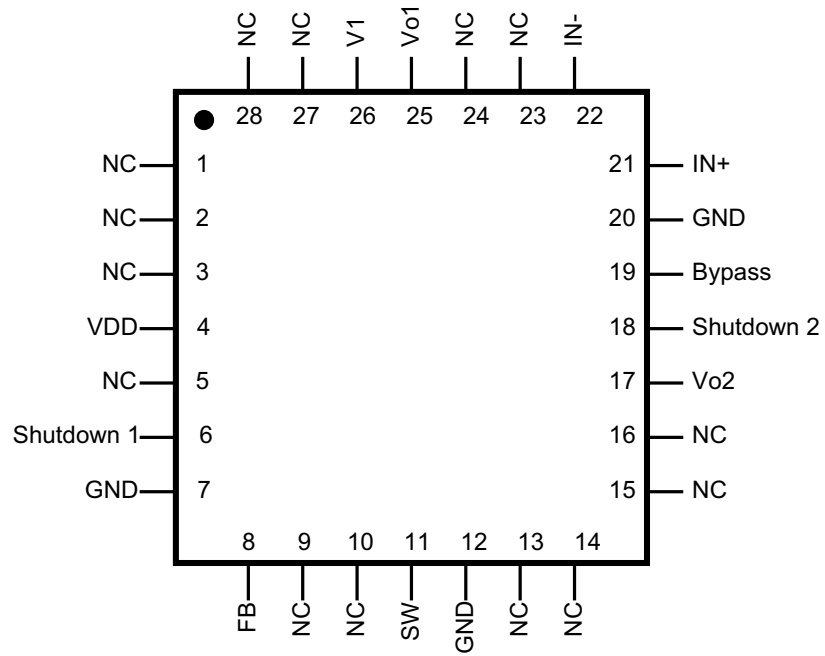 NC NC V1 Vo1 NC NC IN-
28 27 26 25 24 23 22
NC 1 21 IN+
NC 2 20 GND
NC 3 19 Bypass
VDD 4 18 Shutdown 2
NC 5 17 Vo2
Shutdown 1 6 16 NC
GND 7 15 NC
8 9 10 11 12 13 14
FB NC NC SW GND NC NC